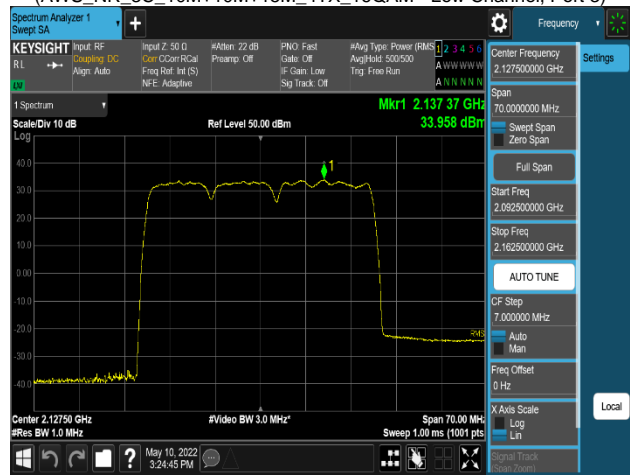 Spectrum Analyzer 1
Swept SA
Frequency
KEYSIGHT
Input: RF
Coupling: DC
Align: Auto
Input Z: 50 Ω
Corr CCorr RCal
Freq Ref: Int (S)
NFE: Adaptive
#Atten: 22 dB
Preamp: Off
PNO: Fast
Gate: Off
IF Gain: Low
Sig Track: Off
#Avg Type: Power (RMS
Avg|Hold: 500/500
Trig: Free Run
1 2 3 4 5 6
A W W W W W
A N N N N N
RL
1 Spectrum
Scale/Div 10 dB
Log
Ref Level 50.00 dBm
Mkr1 2.137 37 GHz
33.958 dBm
40.0
30.0
20.0
10.0
0.00
-10.0
-20.0
-30.0
-40.0
1
RMS
Center 2.12750 GHz
#Res BW 1.0 MHz
#Video BW 3.0 MHz*
Span 70.00 MHz
Sweep 1.00 ms (1001 pts
May 10, 2022
3:24:45 PM
Center Frequency
2.127500000 GHz
Settings
Span
70.0000000 MHz
Swept Span
Zero Span
Full Span
Start Freq
2.092500000 GHz
Stop Freq
2.162500000 GHz
AUTO TUNE
CF Step
7.000000 MHz
Auto
Man
Freq Offset
0 Hz
X Axis Scale
Log
Lin
Local
Signal Track
(Span Zoom)